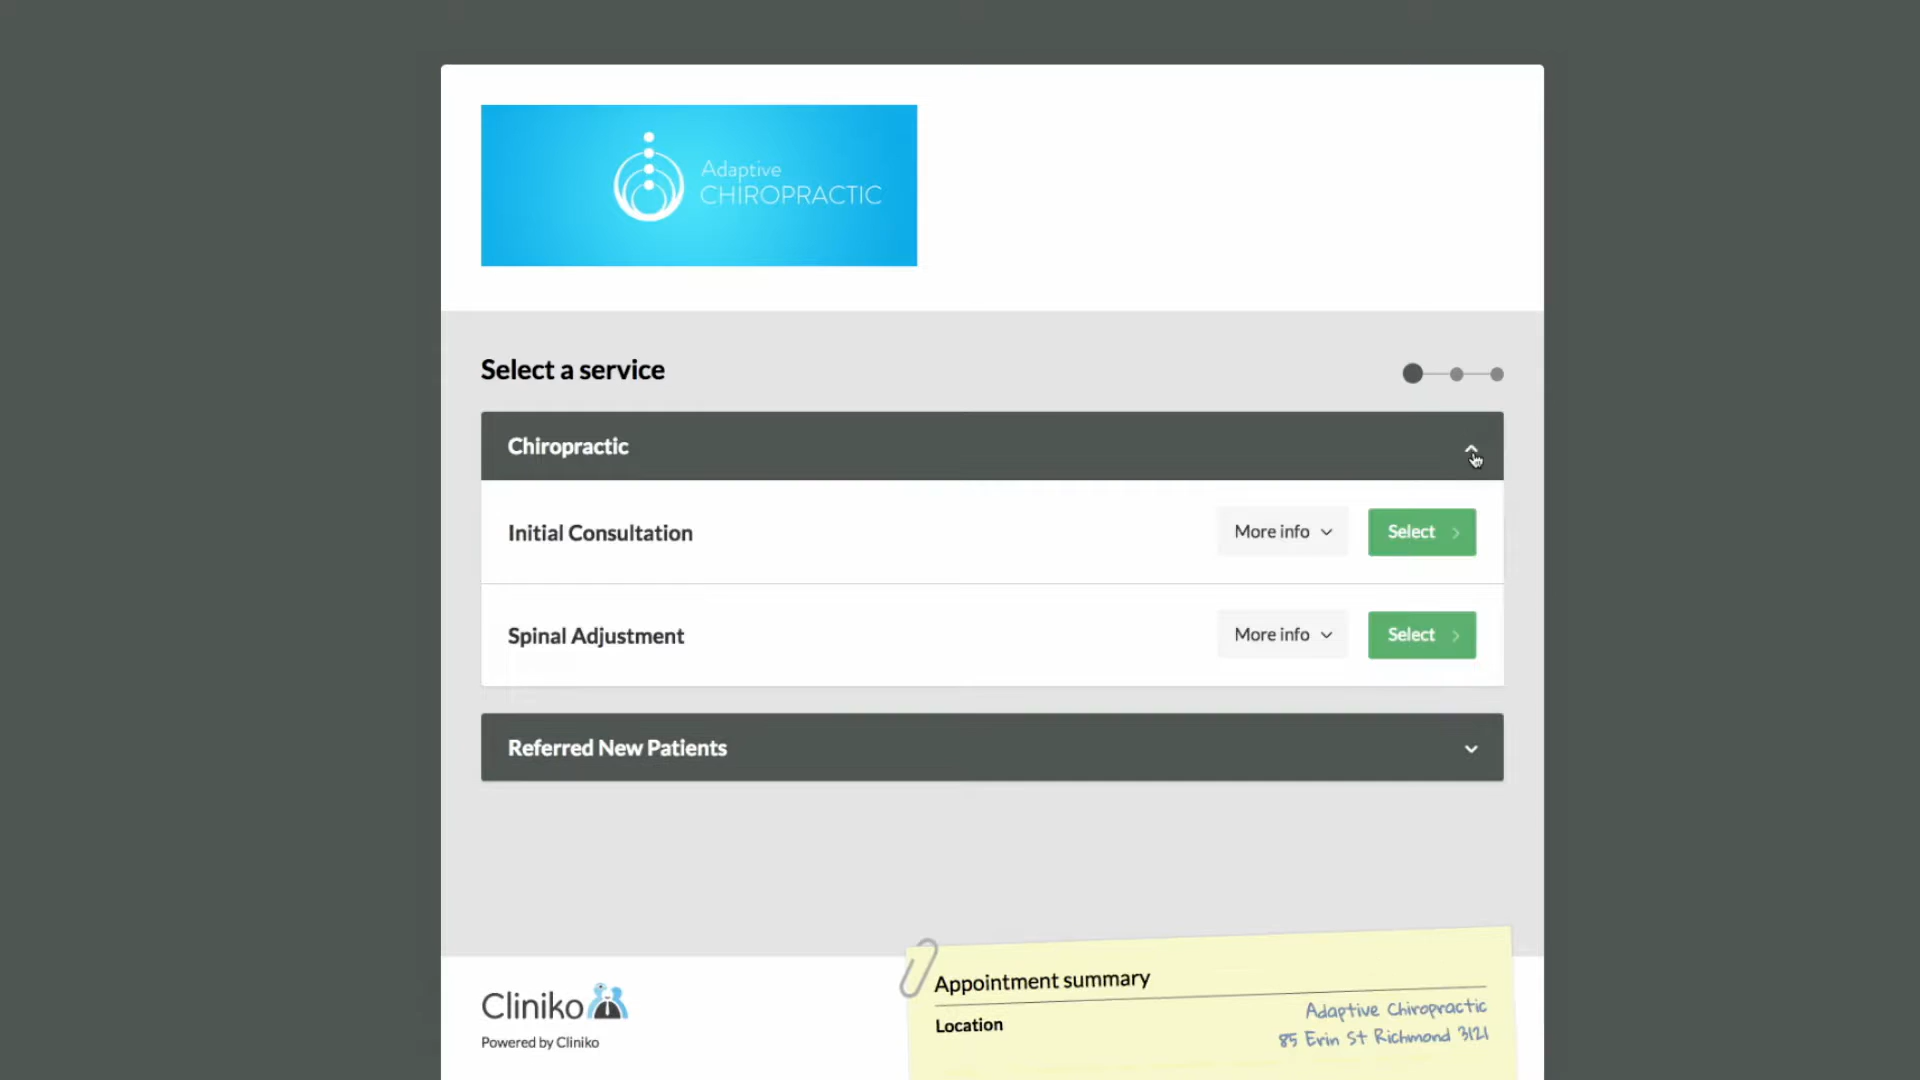 Adaptive
CHIROPRACTIC
Select a service
Chiropractic
Initial Consultation
More info
Select
Spinal Adjustment
More info
Select
Referred New Patients
Cliniko
Powered by Cliniko
Appointment summary
Location
Adaptive Chiropractic
85 Erin St Richmond 3121